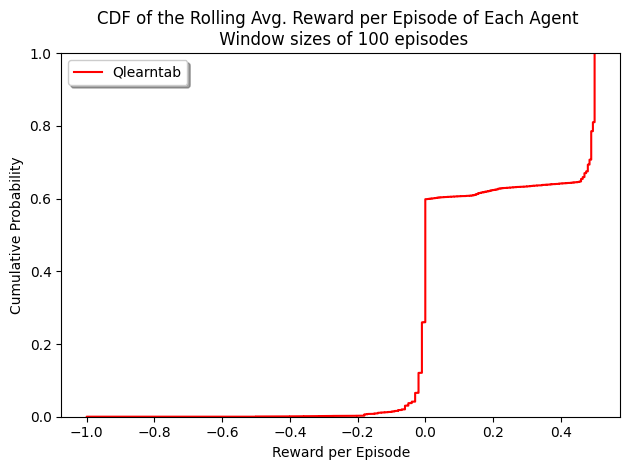 CDF of the Rolling Avg. Reward per Episode of Each Agent
Window sizes of 100 episodes
Qlearntab
1.0
0.8
0.6
0.4
0.2
0.0
Cumulative Probability
−1.0 −0.8 −0.6 −0.4 −0.2 0.0 0.2 0.4
Reward per Episode